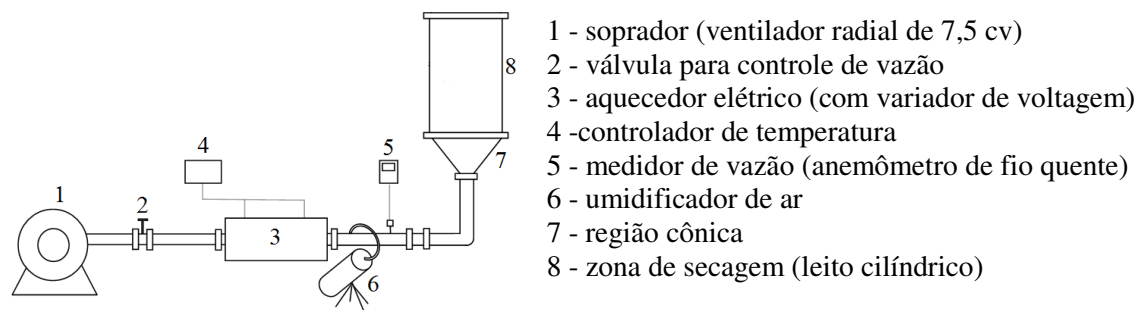 1 - soprador (ventilador radial de 7,5 cv)
2 - válvula para controle de vazão
3 - aquecedor elétrico (com variador de voltagem)
4 -controlador de temperatura
5 - medidor de vazão (anemômetro de fio quente)
6 - umidificador de ar
7 - região cônica
8 - zona de secagem (leito cilíndrico)
1
2
3
4
5
6
7
8